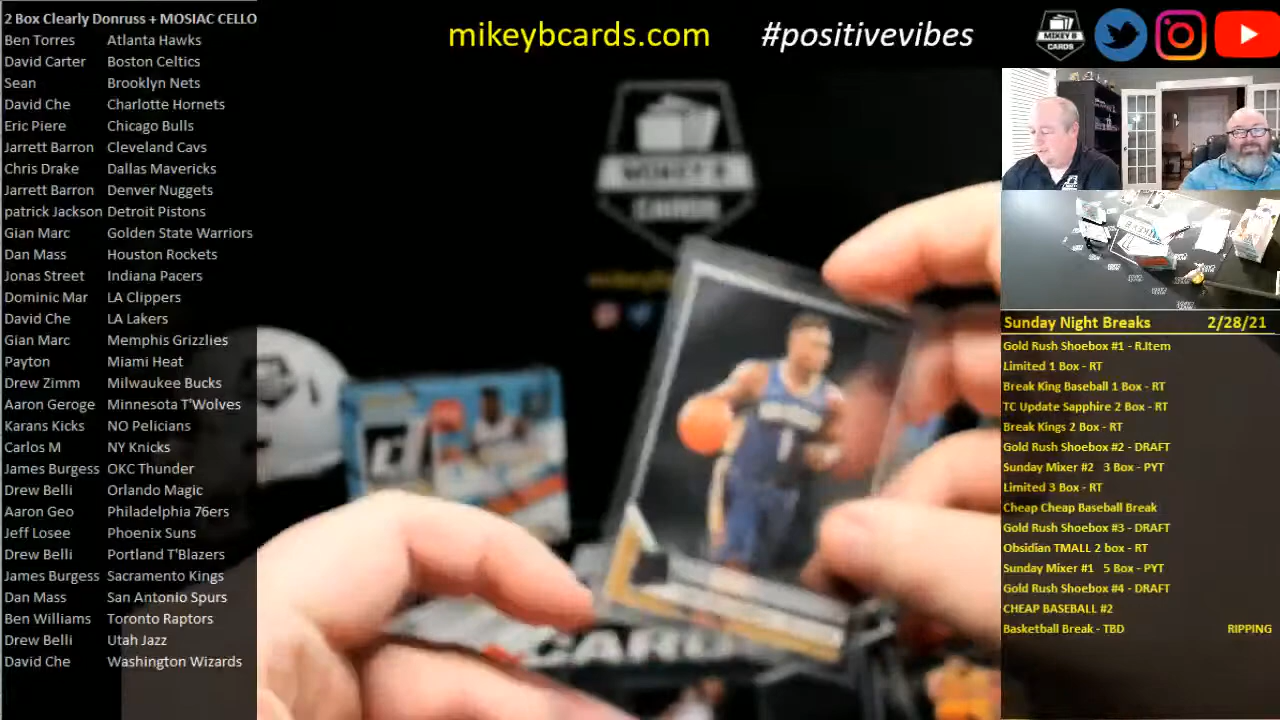 2 Box Clearly Donruss + MOSIAC CELLO
Ben Torres Atlanta Hawks
David Carter Boston Celtics
Sean Brooklyn Nets
David Che Charlotte Hornets
Eric Piere Chicago Bulls
Jarrett Barron Cleveland Cavs
Chris Drake Dallas Mavericks
Jarrett Barron Denver Nuggets
patrick Jackson Detroit Pistons
Gian Marc Golden State Warriors
Dan Mass Houston Rockets
Jonas Street Indiana Pacers
Dominic Mar LA Clippers
David Che LA Lakers
Gian Marc Memphis Grizzlies
Payton Miami Heat
Drew Zimm Milwaukee Bucks
Aaron Geroge Minnesota T'Wolves
Karans Kicks NO Pelicians
Carlos M NY Knicks
James Burgess OKC Thunder
Drew Belli Orlando Magic
Aaron Geo Philadelphia 76ers
Jeff Losee Phoenix Suns
Drew Belli Portland T'Blazers
James Burgess Sacramento Kings
Dan Mass San Antonio Spurs
Ben Williams Toronto Raptors
Drew Belli Utah Jazz
David Che Washington Wizards
mikeybcards.com #positivevibes
MIKEY B
CARDS
MIKEY B
CARDS
CARD
Sunday Night Breaks 2/28/21
Gold Rush Shoebox #1 - R.Item
Limited 1 Box - RT
Break King Baseball 1 Box - RT
TC Update Sapphire 2 Box - RT
Break Kings 2 Box - RT
Gold Rush Shoebox #2 - DRAFT
Sunday Mixer #2 3 Box - PYT
Limited 3 Box - RT
Cheap Cheap Baseball Break
Gold Rush Shoebox #3 - DRAFT
Obsidian TMALL 2 box - RT
Sunday Mixer #1 5 Box - PYT
Gold Rush Shoebox #4 - DRAFT
CHEAP BASEBALL #2
Basketball Break - TBD RIPPING